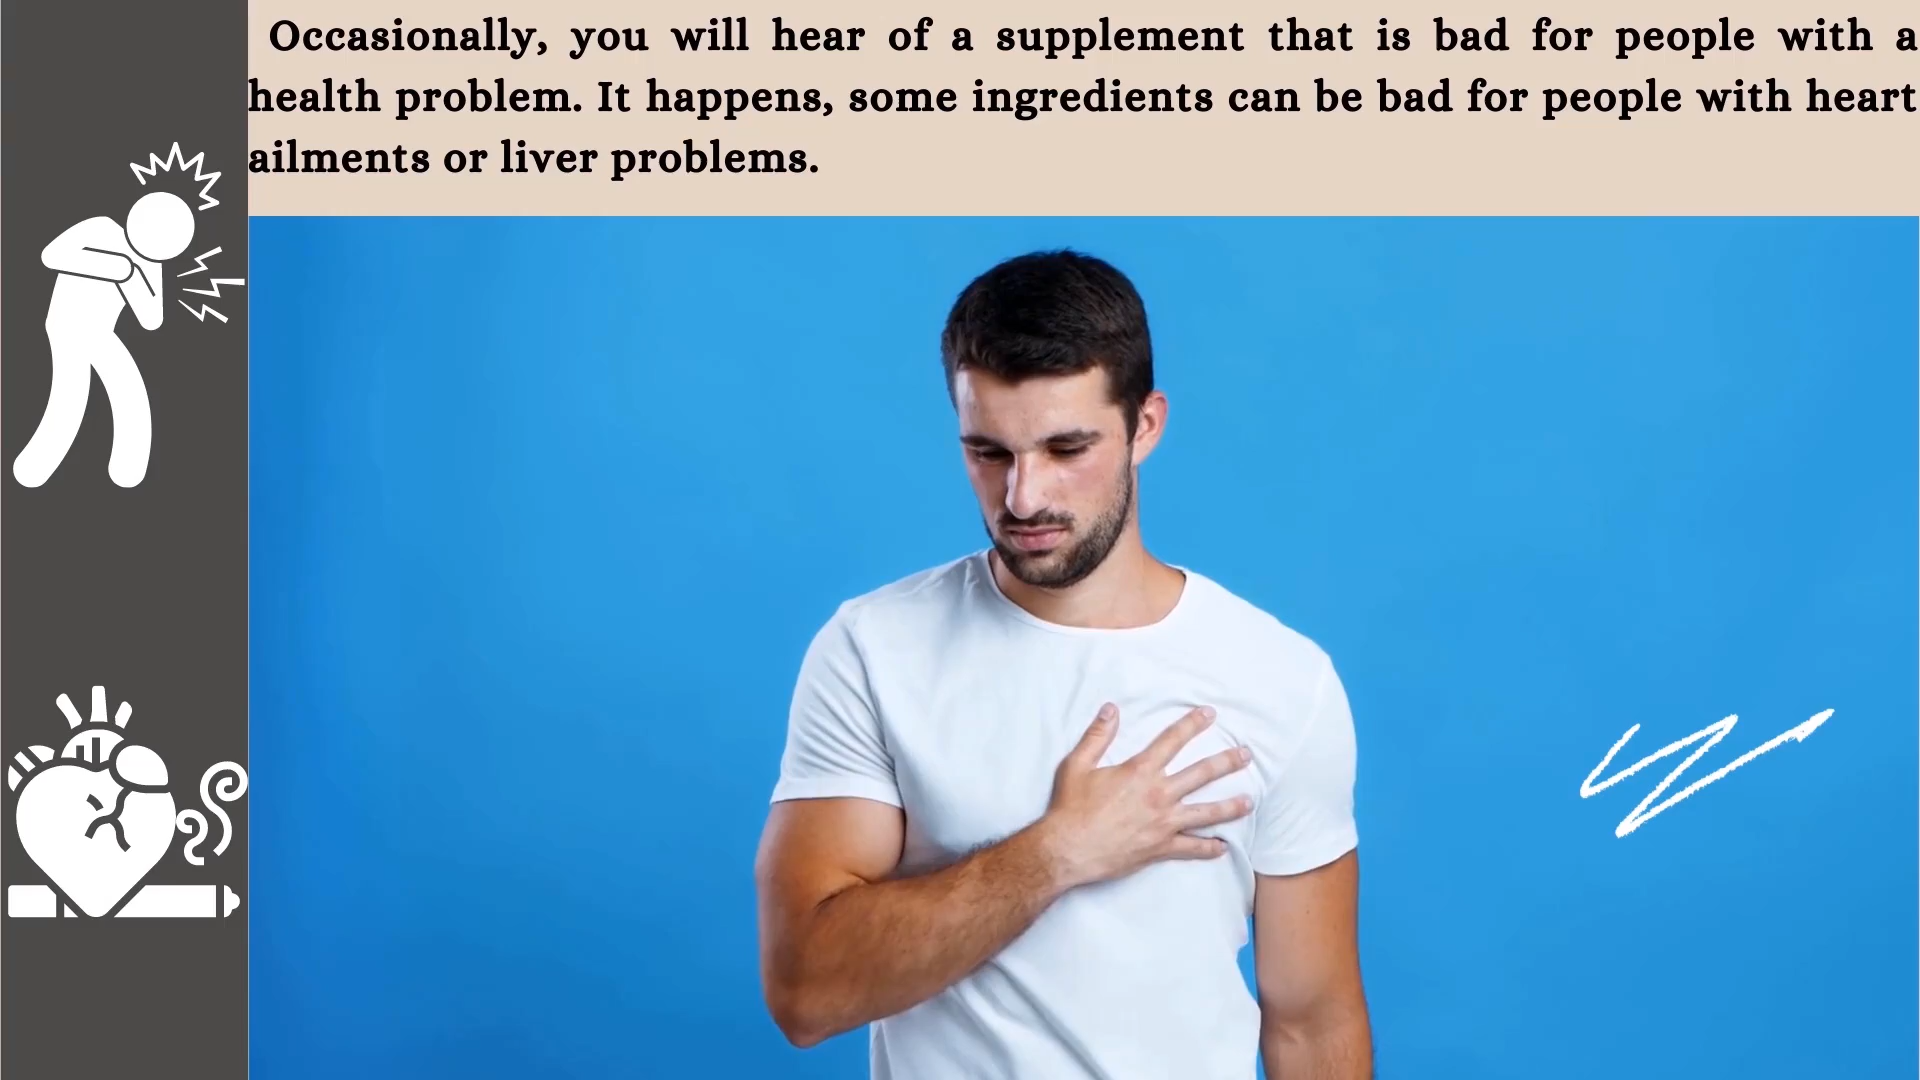 Occasionally, you will hear of a supplement that is bad for people with a
health problem. It happens, some ingredients can be bad for people with heart
ailments or liver problems.